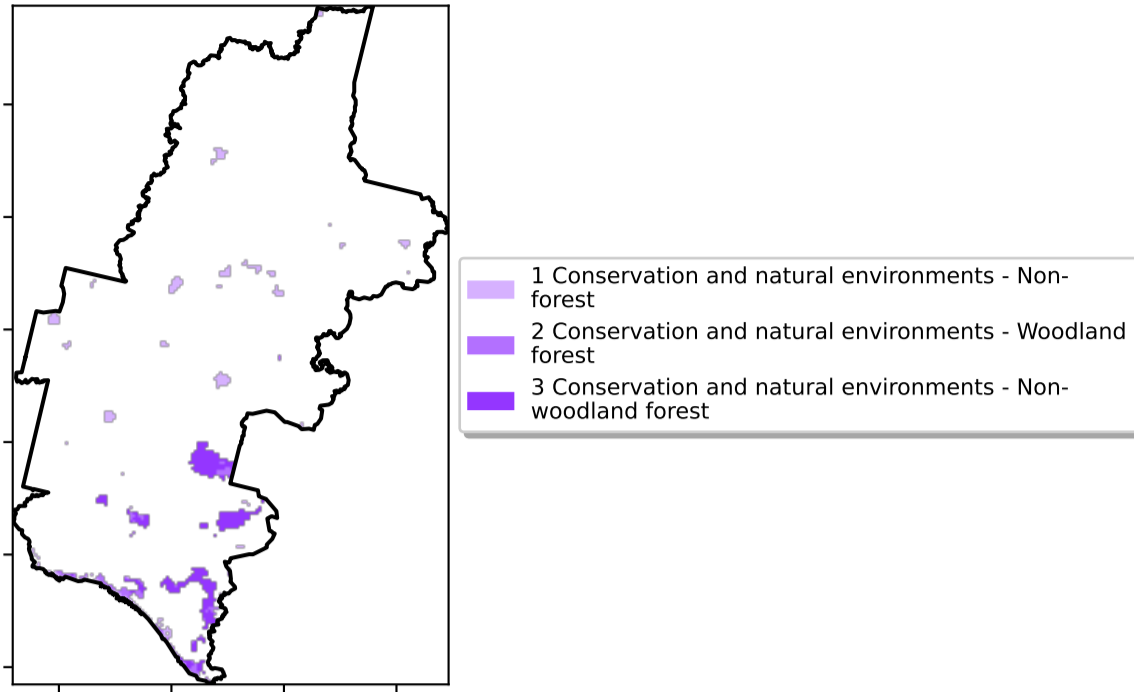 1 Conservation and natural environments - Non-
forest
2 Conservation and natural environments - Woodland
forest
3 Conservation and natural environments - Non-
woodland forest